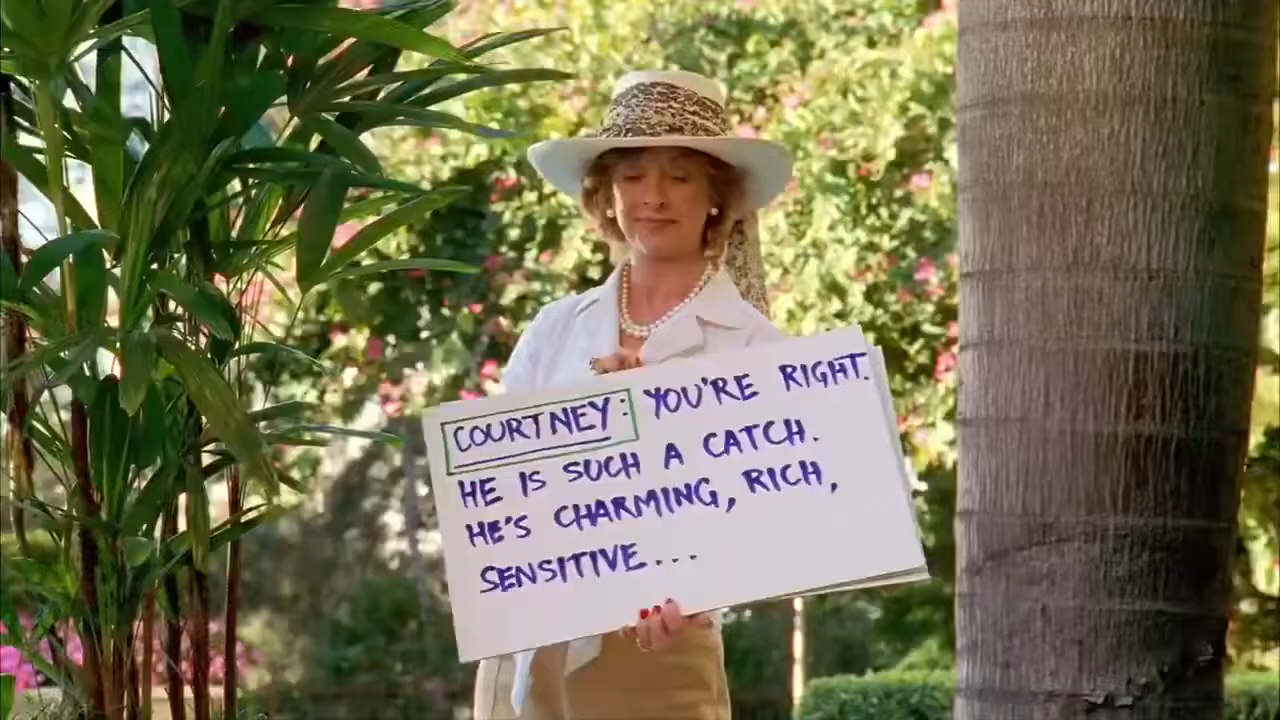 COURTNEY: YOU'RE RIGHT.
HE IS SUCH A CATCH.
HE'S CHARMING, RICH,
SENSITIVE...